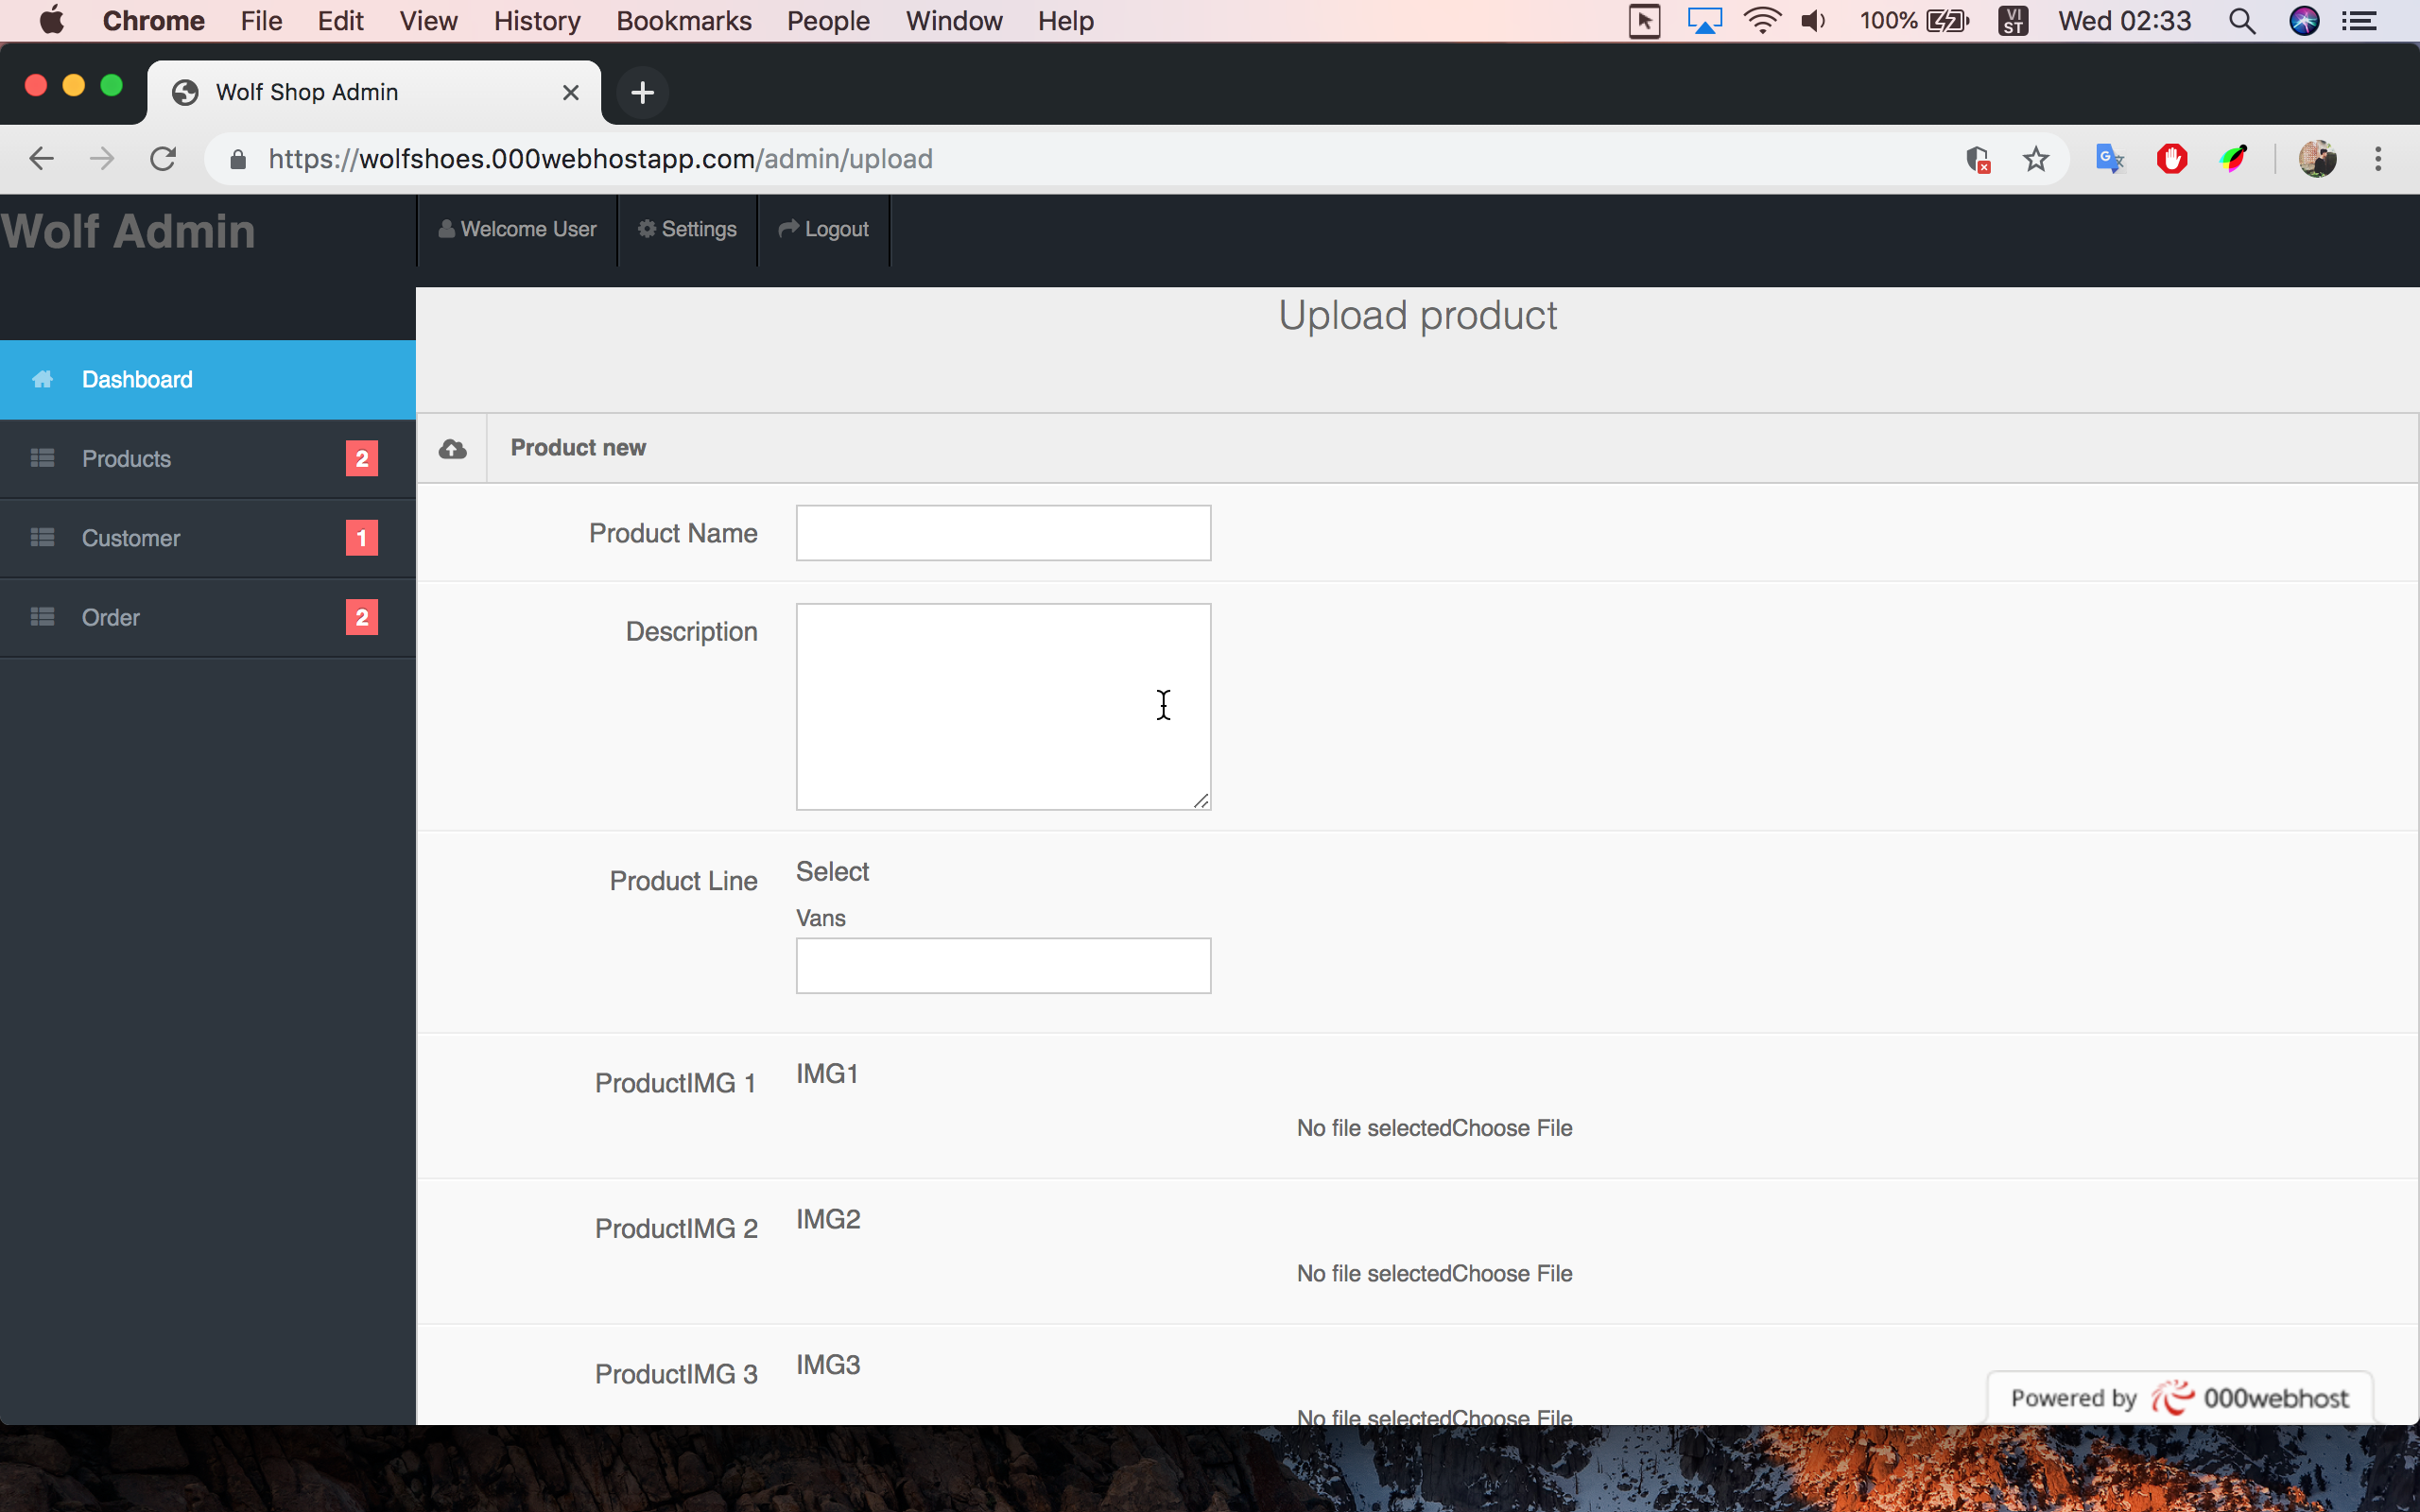 Chrome File Edit View History Bookmarks People Window Help 100% VI ST Wed 02:33
Wolf Shop Admin
https://wolfshoes.000webhostapp.com/admin/upload
Wolf Admin Welcome User Settings Logout
Upload product
Dashboard
Products 2
Customer 1
Order 2
Product new
Product Name
Description
Product Line Select
Vans
ProductIMG 1 IMG1
No file selectedChoose File
ProductIMG 2 IMG2
No file selectedChoose File
ProductIMG 3 IMG3
No file selectedChoose File
Powered by 000webhost